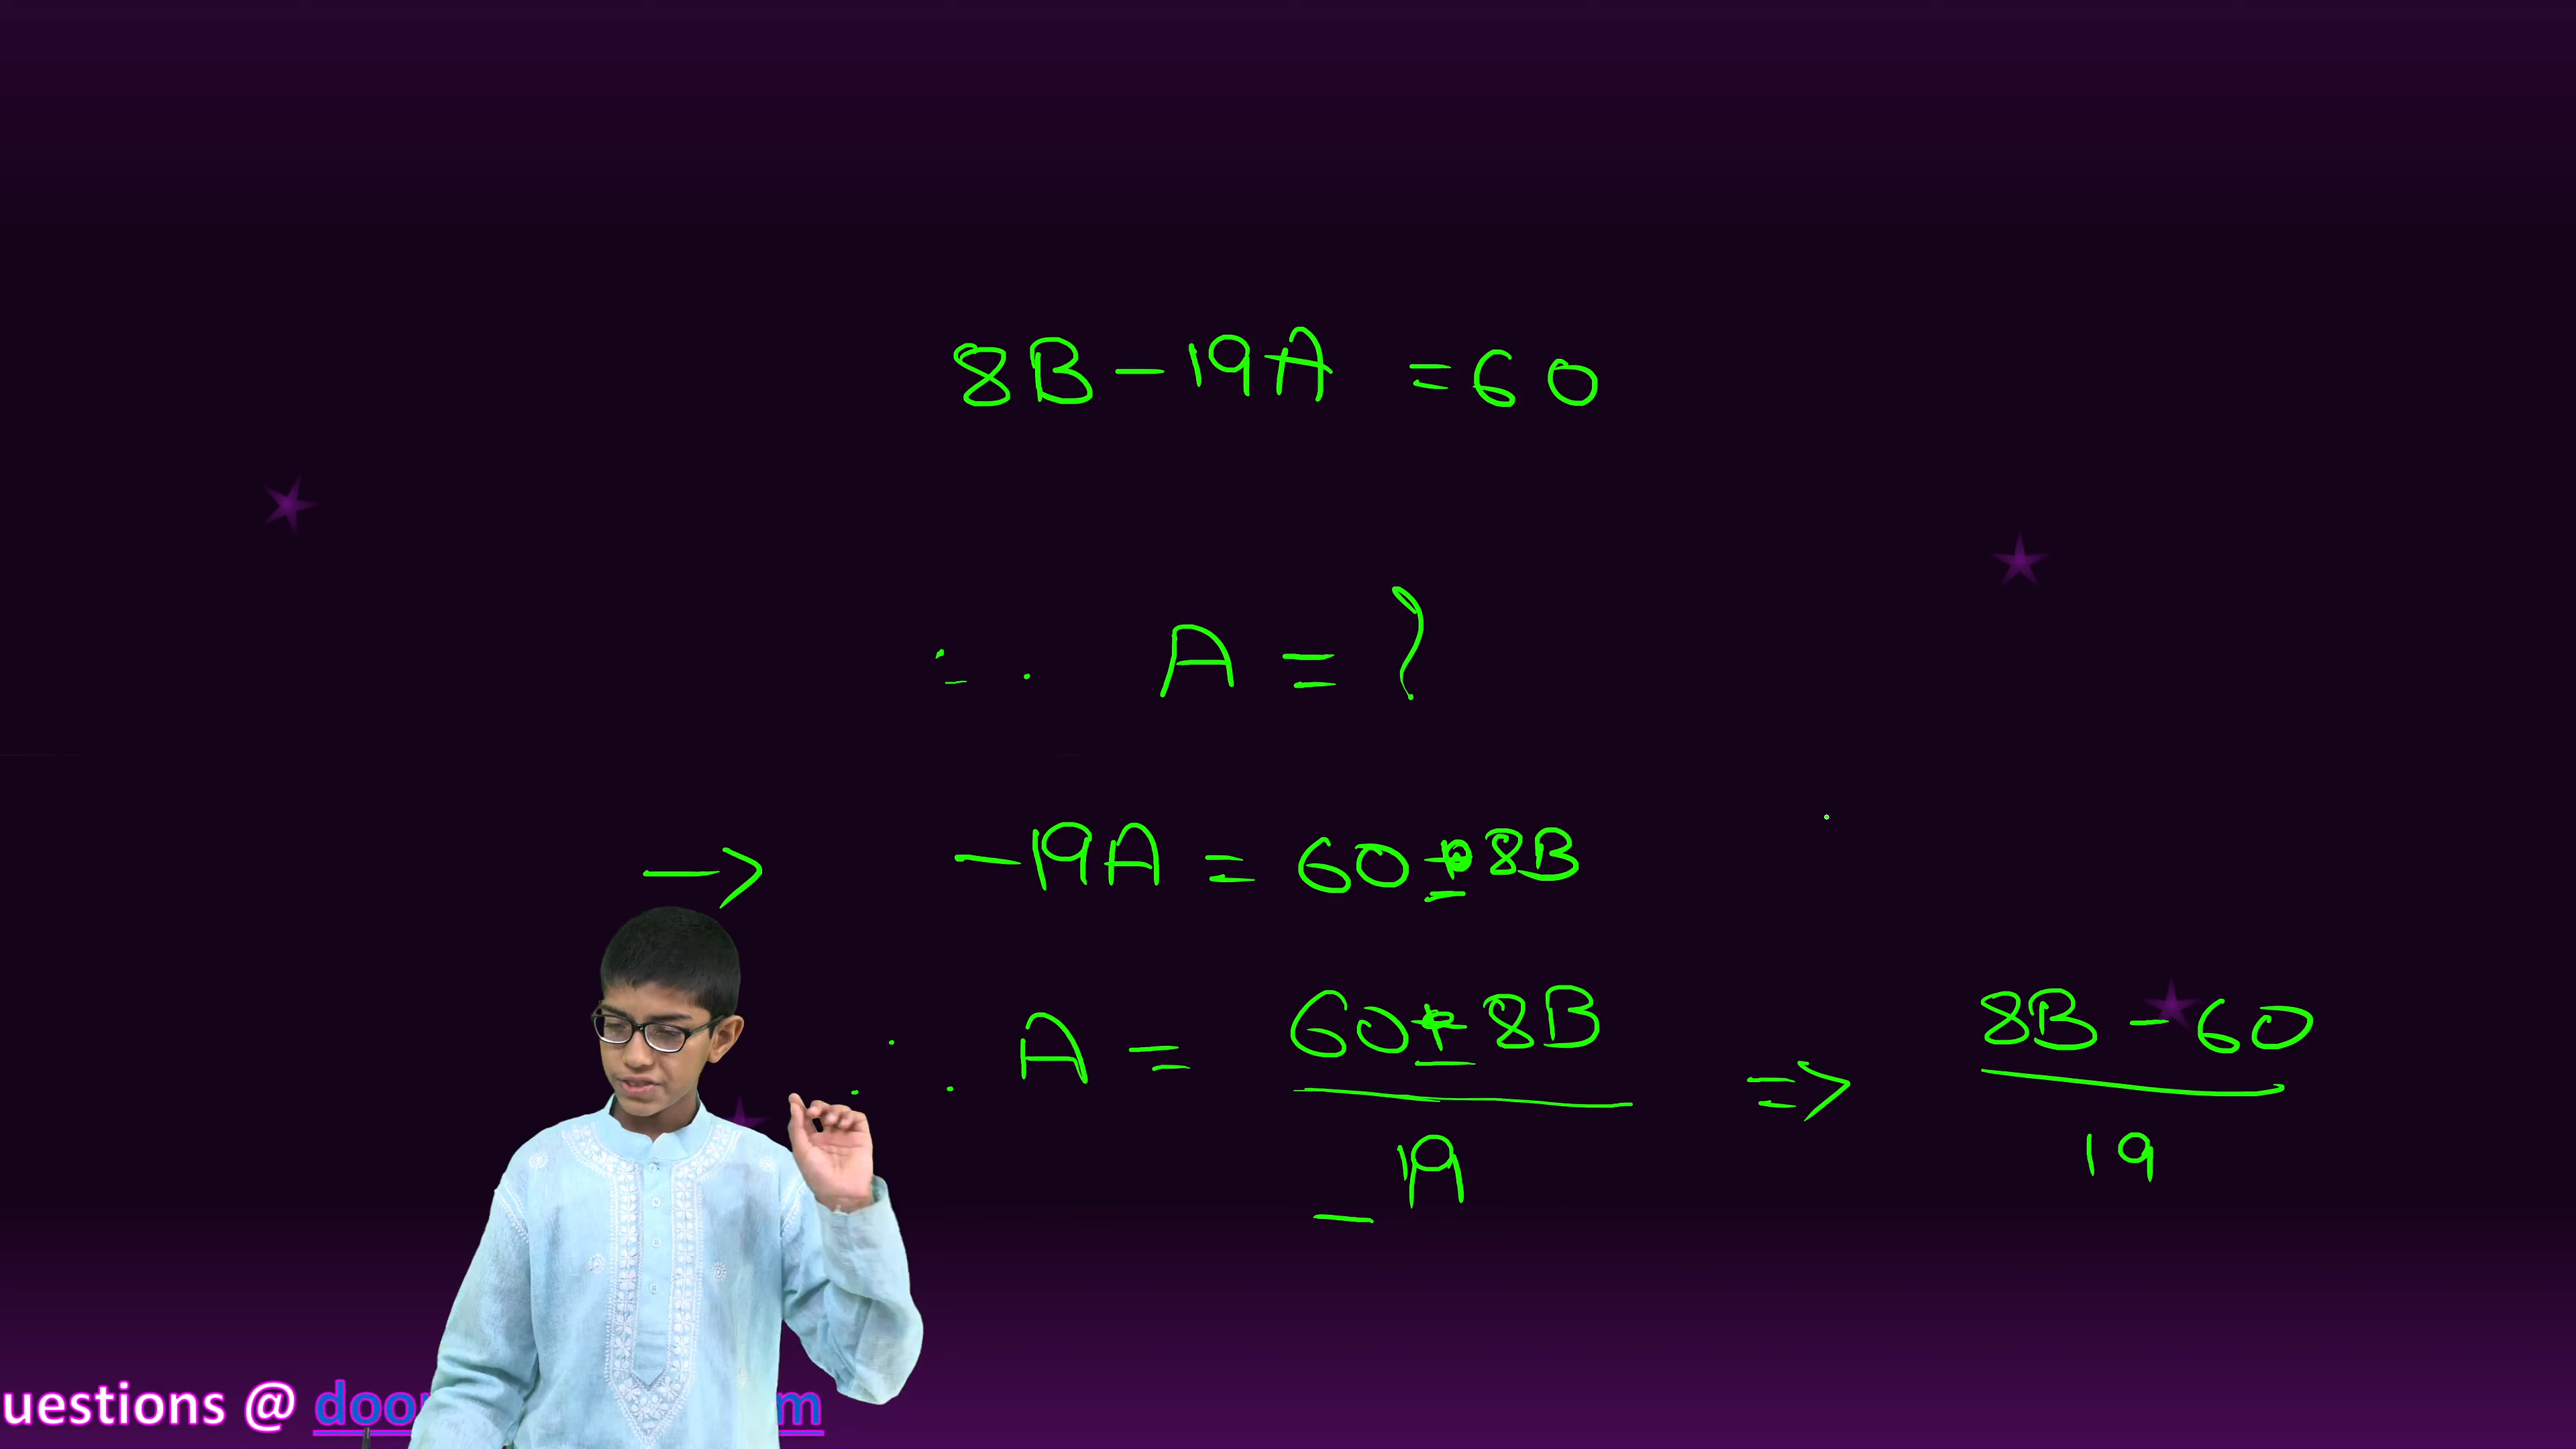 8B - 19A = 60
∴ A = ?
→ -19A = 60 - 8B
∴ A = (60 - 8B) / -19 ⇒ (8B - 60) / 19
uestions @